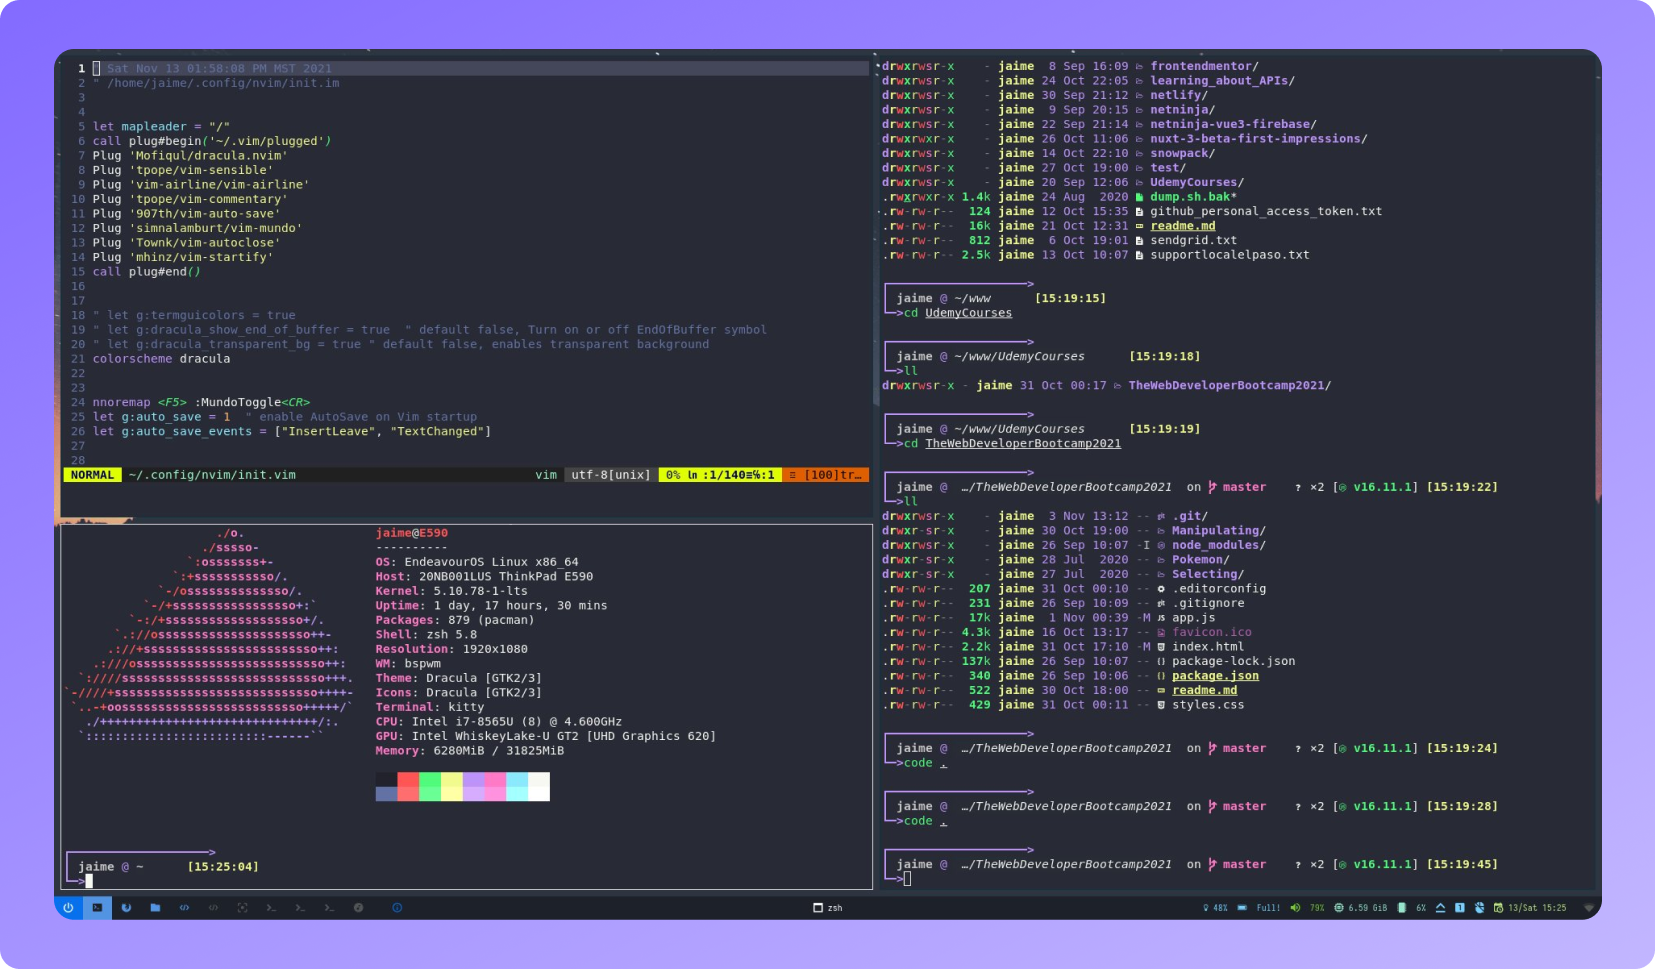 1 " Sat Nov 13 01:58:08 PM MST 2021
2 " /home/jaime/.config/nvim/init.im
3
4
5 let mapleader = "/"
6 call plug#begin('~/.vim/plugged')
7 Plug 'Mofiqul/dracula.nvim'
8 Plug 'tpope/vim-sensible'
9 Plug 'vim-airline/vim-airline'
10 Plug 'tpope/vim-commentary'
11 Plug '907th/vim-auto-save'
12 Plug 'simnalamburt/vim-mundo'
13 Plug 'Townk/vim-autoclose'
14 Plug 'mhinz/vim-startify'
15 call plug#end()
16
17
18 " let g:termguicolors = true
19 " let g:dracula_show_end_of_buffer = true  " default false, Turn on or off EndOfBuffer symbol
20 " let g:dracula_transparent_bg = true " default false, enables transparent background
21 colorscheme dracula
22
23
24 nnoremap <F5> :MundoToggle<CR>
25 let g:auto_save = 1  " enable AutoSave on Vim startup
26 let g:auto_save_events = ["InsertLeave", "TextChanged"]
27
28
NORMAL ~/.config/nvim/init.vim vim utf-8[unix] 0% ㏑:1/140≡℅:1 Ξ [100]tr…
./o.
./sssso-
`:osssssss+-
`:+sssssssssso/.
`-/ossssssssssssso/.
`-/+sssssssssssssssso+:`
`-:/+sssssssssssssssssso+/.
`.://osssssssssssssssssssso++-
.://+ssssssssssssssssssssssso++:
.:///ossssssssssssssssssssssssso++:
`:////ssssssssssssssssssssssssssso+++.
`-////+ssssssssssssssssssssssssssso++++-
`..-+oosssssssssssssssssssssssso+++++/`
./++++++++++++++++++++++++++++++/:.
`:::::::::::::::::::::::::------``
jaime@E590
----------
OS: EndeavourOS Linux x86_64
Host: 20NB001LUS ThinkPad E590
Kernel: 5.10.78-1-lts
Uptime: 1 day, 17 hours, 30 mins
Packages: 879 (pacman)
Shell: zsh 5.8
Resolution: 1920x1080
WM: bspwm
Theme: Dracula [GTK2/3]
Icons: Dracula [GTK2/3]
Terminal: kitty
CPU: Intel i7-8565U (8) @ 4.600GHz
GPU: Intel WhiskeyLake-U GT2 [UHD Graphics 620]
Memory: 6280MiB / 31825MiB
jaime @ ~ [15:25:04]
>
drwxrwsr-x - jaime 8 Sep 16:09 frontendmentor/
drwxrwsr-x - jaime 24 Oct 22:05 learning_about_APIs/
drwxrwsr-x - jaime 30 Sep 21:12 netlify/
drwxrwsr-x - jaime 9 Sep 20:15 netninja/
drwxrwsr-x - jaime 22 Sep 21:14 netninja-vue3-firebase/
drwxrwsr-x - jaime 26 Oct 11:06 nuxt-3-beta-first-impressions/
drwxrwsr-x - jaime 14 Oct 22:10 snowpack/
drwxrwsr-x - jaime 27 Oct 19:00 test/
drwxrwsr-x - jaime 20 Sep 12:06 UdemyCourses/
.rwxrwxr-x 1.4k jaime 24 Aug 2020 dump.sh.bak*
.rw-rw-r-- 124 jaime 12 Oct 15:35 github_personal_access_token.txt
.rw-rw-r-- 16k jaime 21 Oct 12:31 readme.md
.rw-rw-r-- 812 jaime 6 Oct 19:01 sendgrid.txt
.rw-rw-r-- 2.5k jaime 13 Oct 10:07 supportlocalelpaso.txt
jaime @ ~/www [15:19:15]
>cd UdemyCourses
jaime @ ~/www/UdemyCourses [15:19:18]
>ll
drwxrwsr-x - jaime 31 Oct 00:17 TheWebDeveloperBootcamp2021/
jaime @ ~/www/UdemyCourses [15:19:19]
>cd TheWebDeveloperBootcamp2021
jaime @ …/TheWebDeveloperBootcamp2021 on master ? ×2 [v16.11.1] [15:19:22]
>ll
drwxrwsr-x - jaime 3 Nov 13:12 -- .git/
drwxrwsr-x - jaime 30 Oct 19:00 -- Manipulating/
drwxrwsr-x - jaime 26 Sep 10:07 -I node_modules/
drwxr-sr-x - jaime 28 Jul 2020 -- Pokemon/
drwxr-sr-x - jaime 27 Jul 2020 -- Selecting/
.rw-rw-r-- 207 jaime 31 Oct 00:10 -- .editorconfig
.rw-rw-r-- 231 jaime 26 Sep 10:09 -- .gitignore
.rw-rw-r-- 17k jaime 1 Nov 00:39 -M JS app.js
.rw-rw-r-- 4.3k jaime 16 Oct 13:17 -- favicon.ico
.rw-rw-r-- 2.2k jaime 31 Oct 17:10 -M index.html
.rw-rw-r-- 137k jaime 26 Sep 10:07 -- {} package-lock.json
.rw-rw-r-- 340 jaime 26 Sep 10:06 -- {} package.json
.rw-rw-r-- 522 jaime 30 Oct 18:00 -- readme.md
.rw-rw-r-- 429 jaime 31 Oct 00:11 -- styles.css
jaime @ …/TheWebDeveloperBootcamp2021 on master ? ×2 [v16.11.1] [15:19:24]
>code .
jaime @ …/TheWebDeveloperBootcamp2021 on master ? ×2 [v16.11.1] [15:19:28]
>code .
jaime @ …/TheWebDeveloperBootcamp2021 on master ? ×2 [v16.11.1] [15:19:45]
>
zsh 48% Full! 79% 6.59 GiB 6% 1 13/Sat 15:25